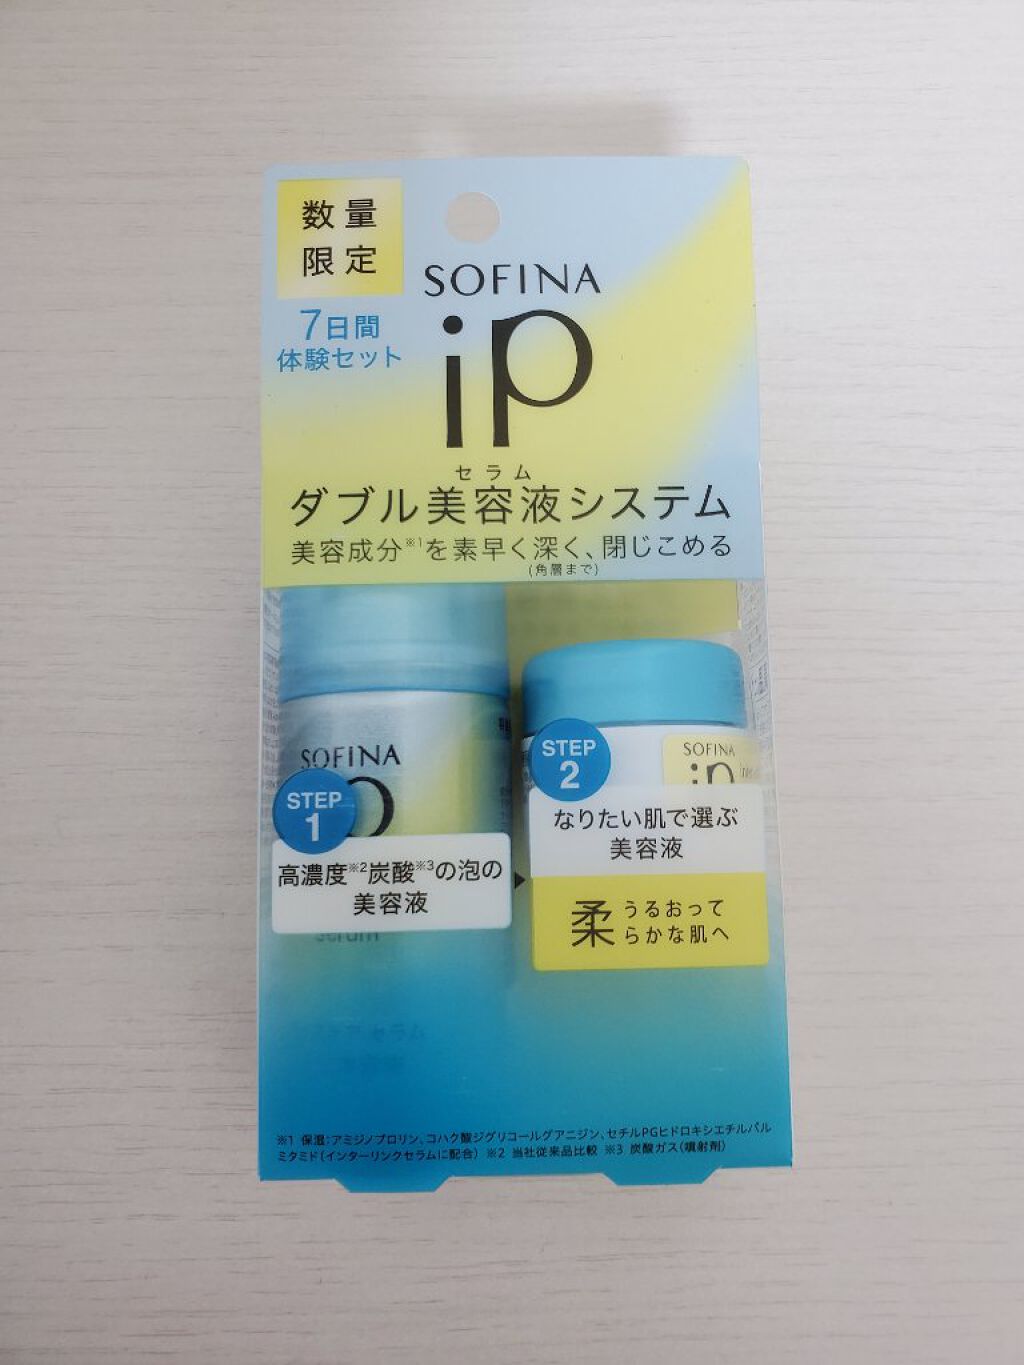 数量
限定
7日間
体験セット
SOFINA
ip
セラム
ダブル美容液システム
美容成分※1を素早く深く、閉じこめる
(角層まで)
SOFINA
STEP
1
高濃度※2炭酸※3の泡の
美容液
serum
SOFINA
ip
STEP
2
なりたい肌で選ぶ
美容液
柔 うるおって
らかな肌へ
※1 保湿:アミジノプロリン、コハク酸ジグリコールグアニジン、セチルPGヒドロキシエチルパル
ミタミド(インターリンクセラムに配合) ※2 当社従来品比較 ※3 炭酸ガス(噴射剤)